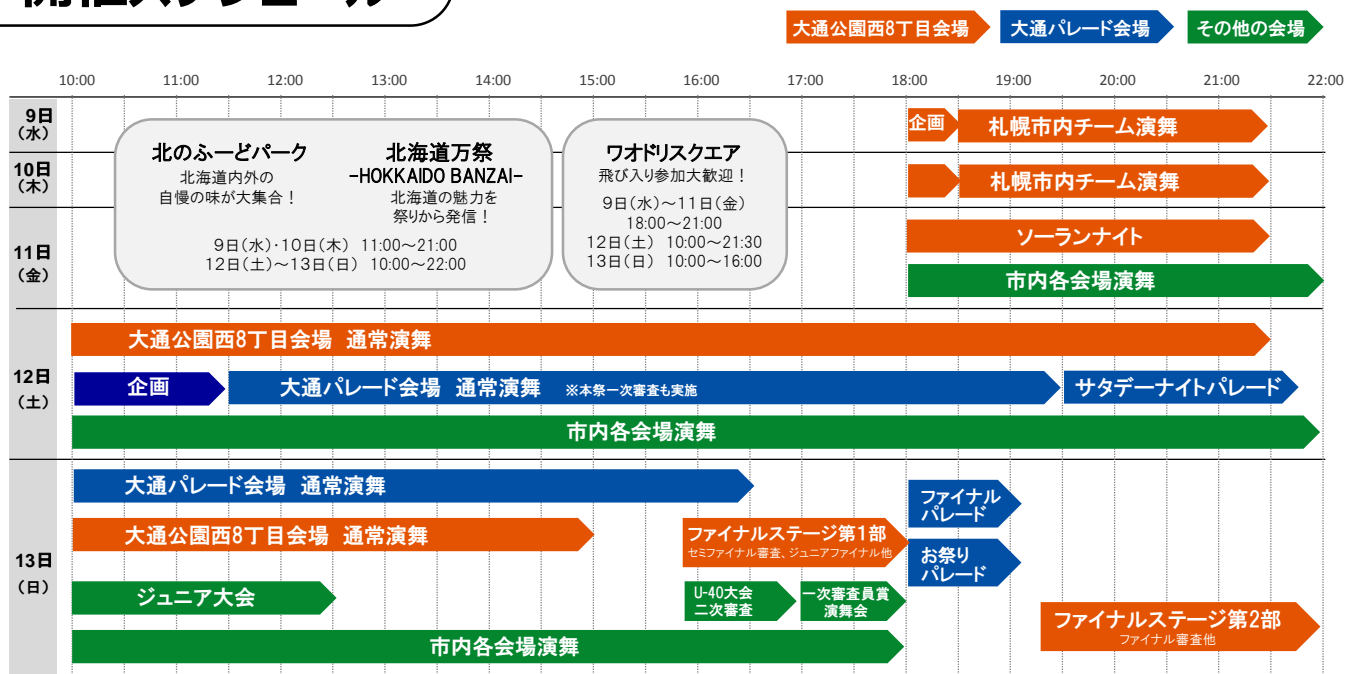 開催スケジュール
大通公園西8丁目会場
大通パレード会場
その他の会場
10:00 11:00 12:00 13:00 14:00 15:00 16:00 17:00 18:00 19:00 20:00 21:00 22:00
9日
(水)
企画
札幌市内チーム演舞
10日
(木)
札幌市内チーム演舞
北のふーどパーク
北海道内外の
自慢の味が大集合！
北海道万祭
-HOKKAIDO BANZAI-
北海道の魅力を
祭りから発信！
9日(水)・10日(木) 11:00～21:00
12日(土)～13日(日) 10:00～22:00
ワオドリスクエア
飛び入り参加大歓迎！
9日(水)～11日(金)
18:00～21:00
12日(土) 10:00～21:30
13日(日) 10:00～16:00
11日
(金)
ソーランナイト
市内各会場演舞
12日
(土)
大通公園西8丁目会場 通常演舞
企画
大通パレード会場 通常演舞 ※本祭一次審査も実施
サタデーナイトパレード
市内各会場演舞
13日
(日)
大通パレード会場 通常演舞
ファイナル
パレード
大通公園西8丁目会場 通常演舞
ファイナルステージ第1部
セミファイナル審査、ジュニアファイナル他
お祭り
パレード
ジュニア大会
U-40大会
二次審査
一次審査員賞
演舞会
ファイナルステージ第2部
ファイナル審査他
市内各会場演舞